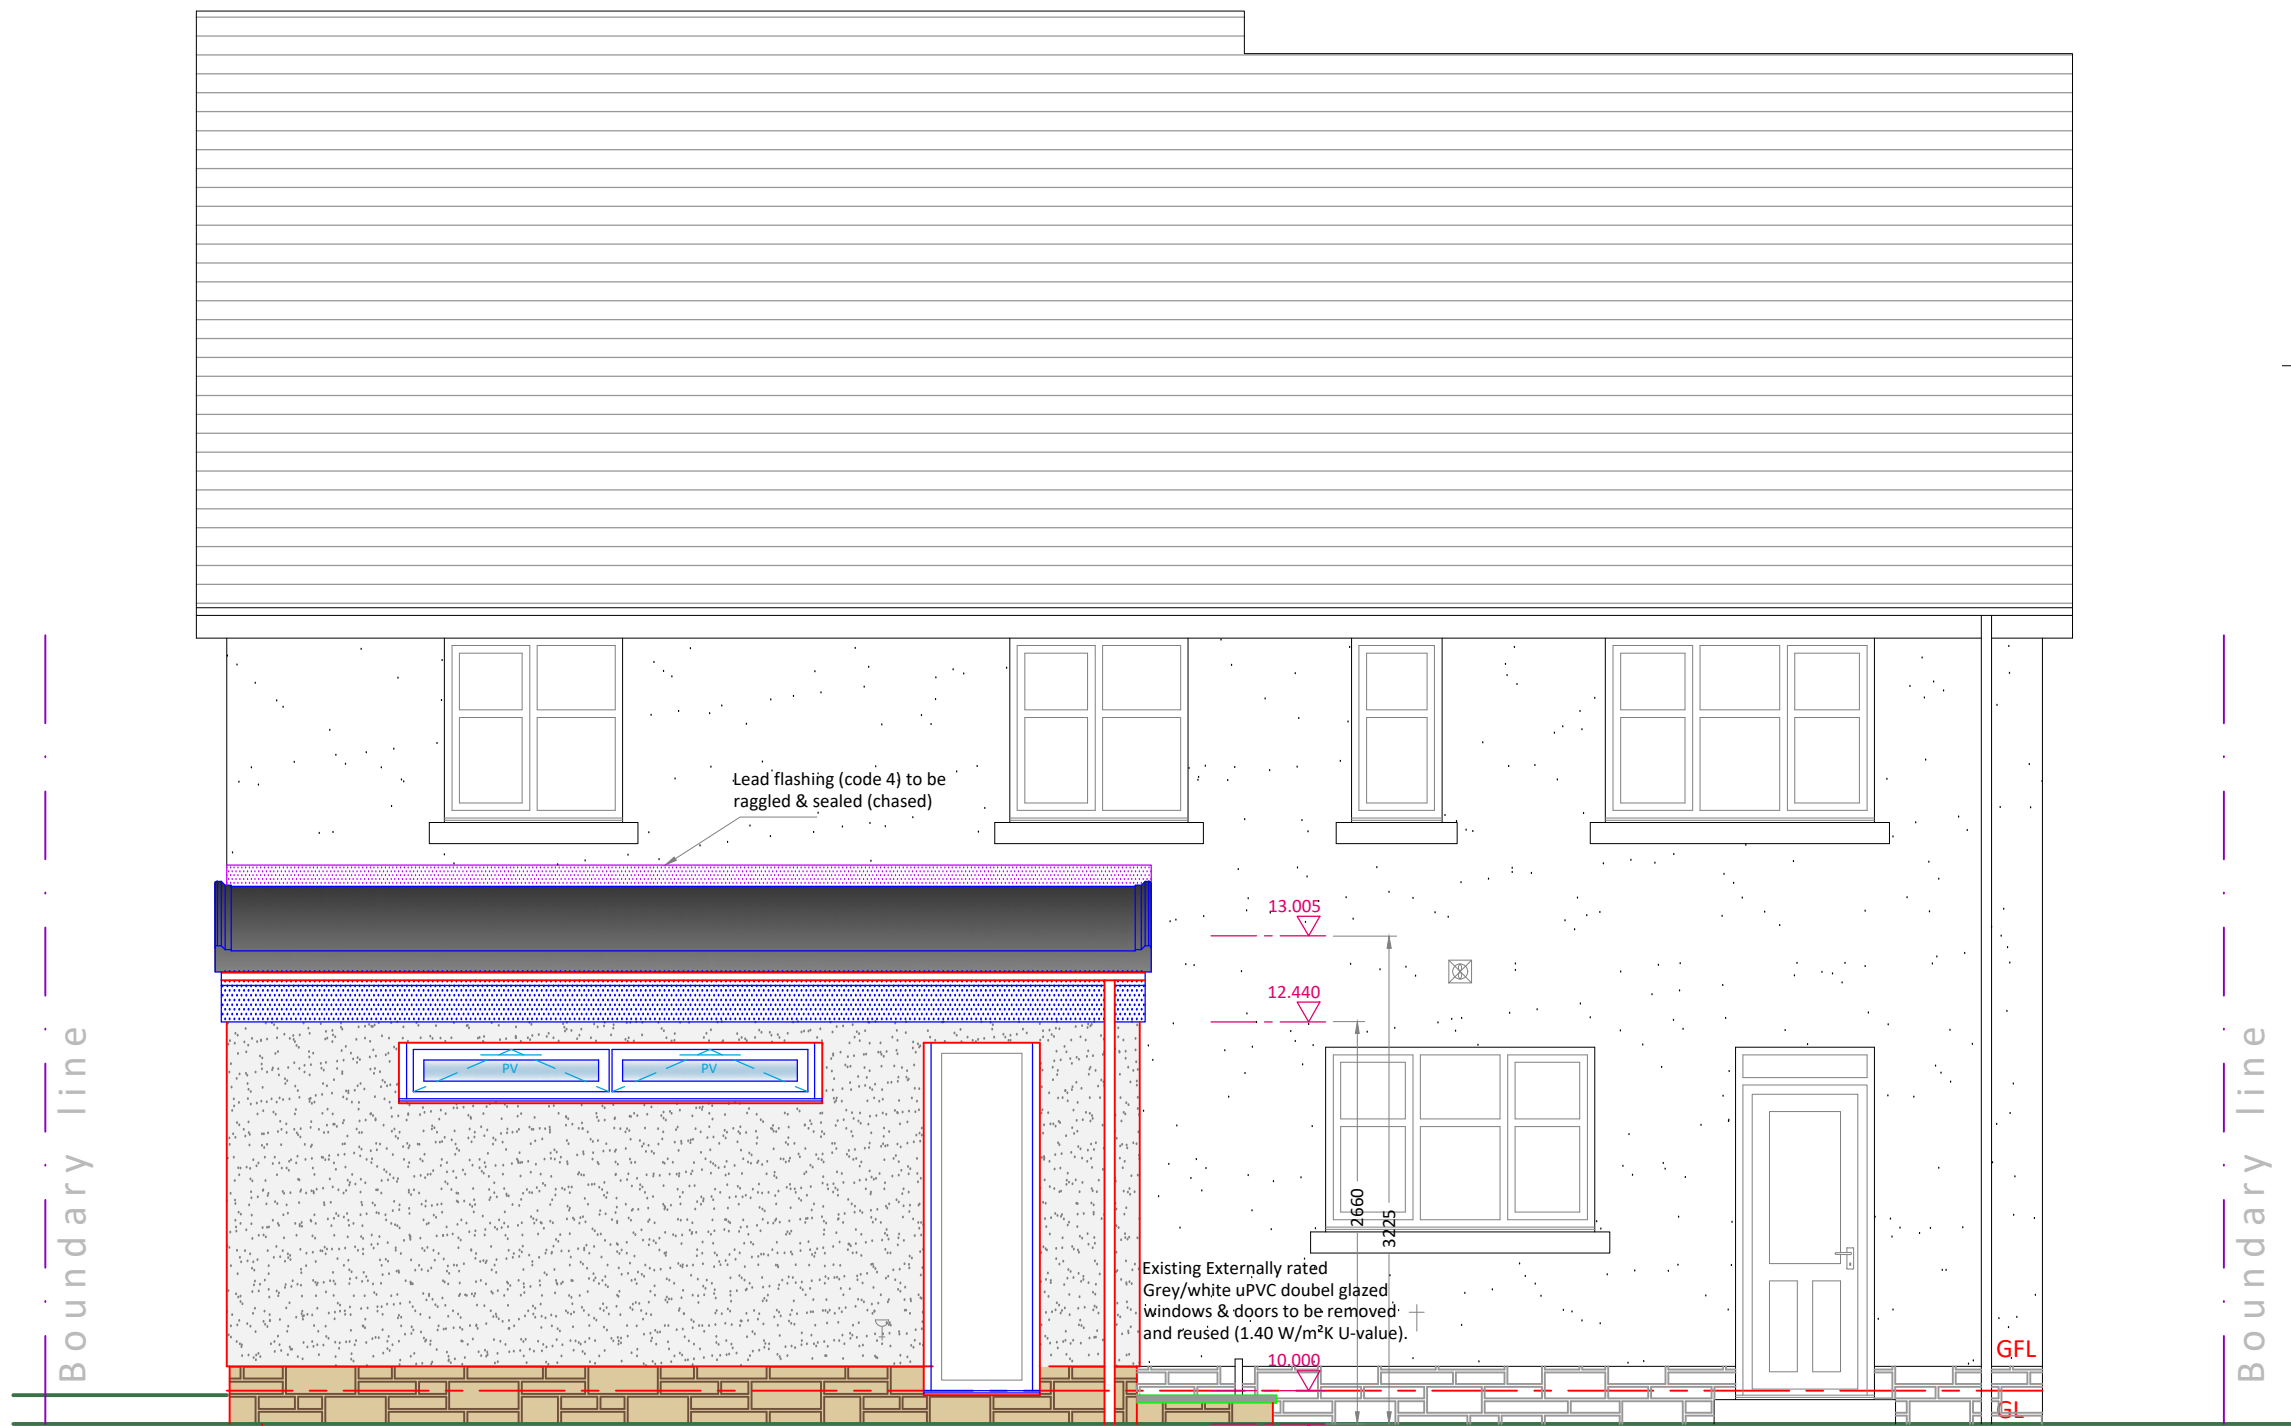 Lead flashing (code 4) to be
raggled & sealed (chased)
13.005
12.440
PV
PV
2660
3225
Existing Externally rated
Grey/white uPVC doubel glazed
windows & doors to be removed
and reused (1.40 W/m²K U-value).
10.000
GFL
GL
Boundary line
Boundary line